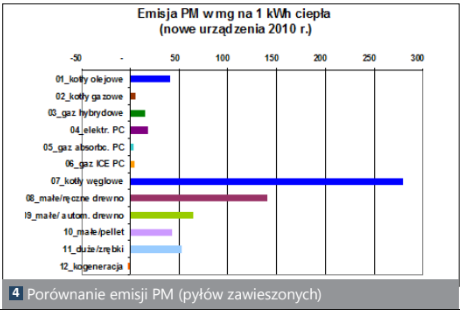 Emisja PM w mg na 1 kWh ciepła
(nowe urządzenia 2010 r.)
-50 0 50 100 150 200 250 300
01_kotły olejowe
02_kotły gazowe
03_gaz hybrydowe
04_elektr. PC
05_gaz absorbc. PC
06_gaz ICE PC
07_kotły węglowe
08_małe/ręczne drewno
09_małe/ autom. drewno
10_małe/pellet
11_duże/zrębki
12_kogeneracja
4 Porównanie emisji PM (pyłów zawieszonych)